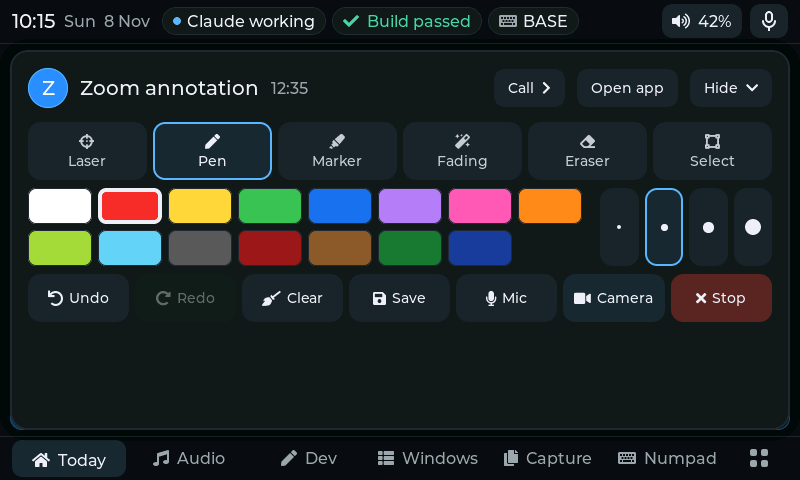 10:15 Sun 8 Nov Claude working Build passed BASE 42%
Z Zoom annotation 12:35 Call Open app Hide
Laser Pen Marker Fading Eraser Select
Undo Redo Clear Save Mic Camera Stop
Today Audio Dev Windows Capture Numpad